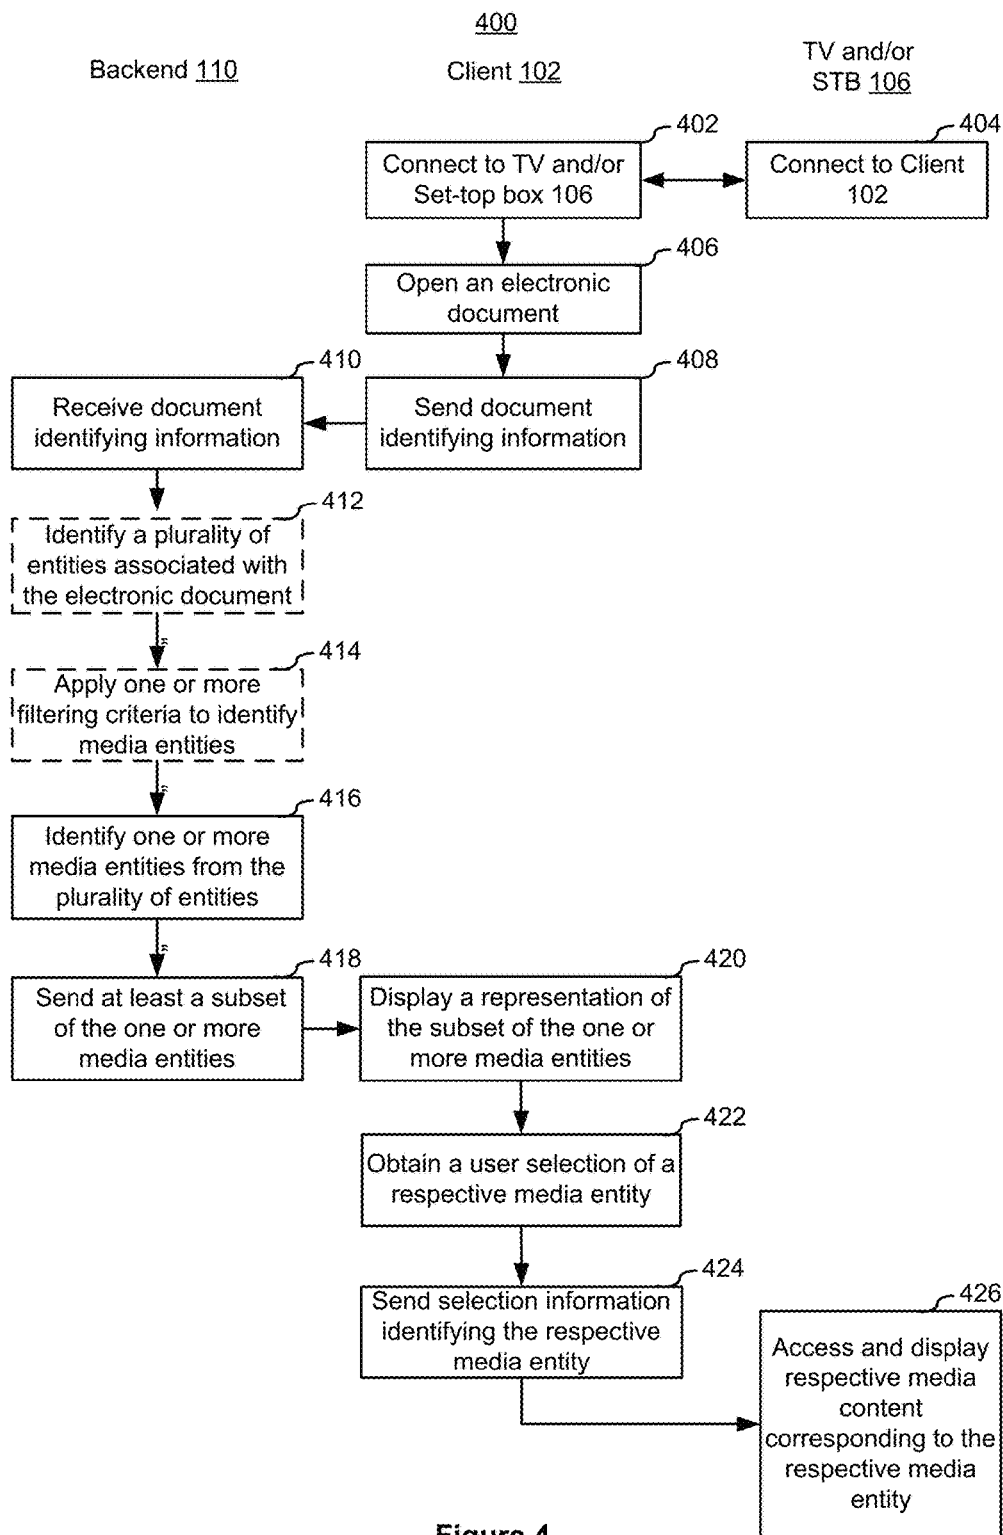 400
Backend 110
Client 102
TV and/or
STB 106
402
Connect to TV and/or
Set-top box 106
404
Connect to Client
102
406
Open an electronic
document
408
Send document
identifying information
410
Receive document
identifying information
412
Identify a plurality of
entities associated with
the electronic document
414
Apply one or more
filtering criteria to identify
media entities
416
Identify one or more
media entities from the
plurality of entities
418
Send at least a subset
of the one or more
media entities
420
Display a representation of
the subset of the one or
more media entities
422
Obtain a user selection of a
respective media entity
424
Send selection information
identifying the respective
media entity
426
Access and display
respective media
content
corresponding to the
respective media
entity
Figure 4